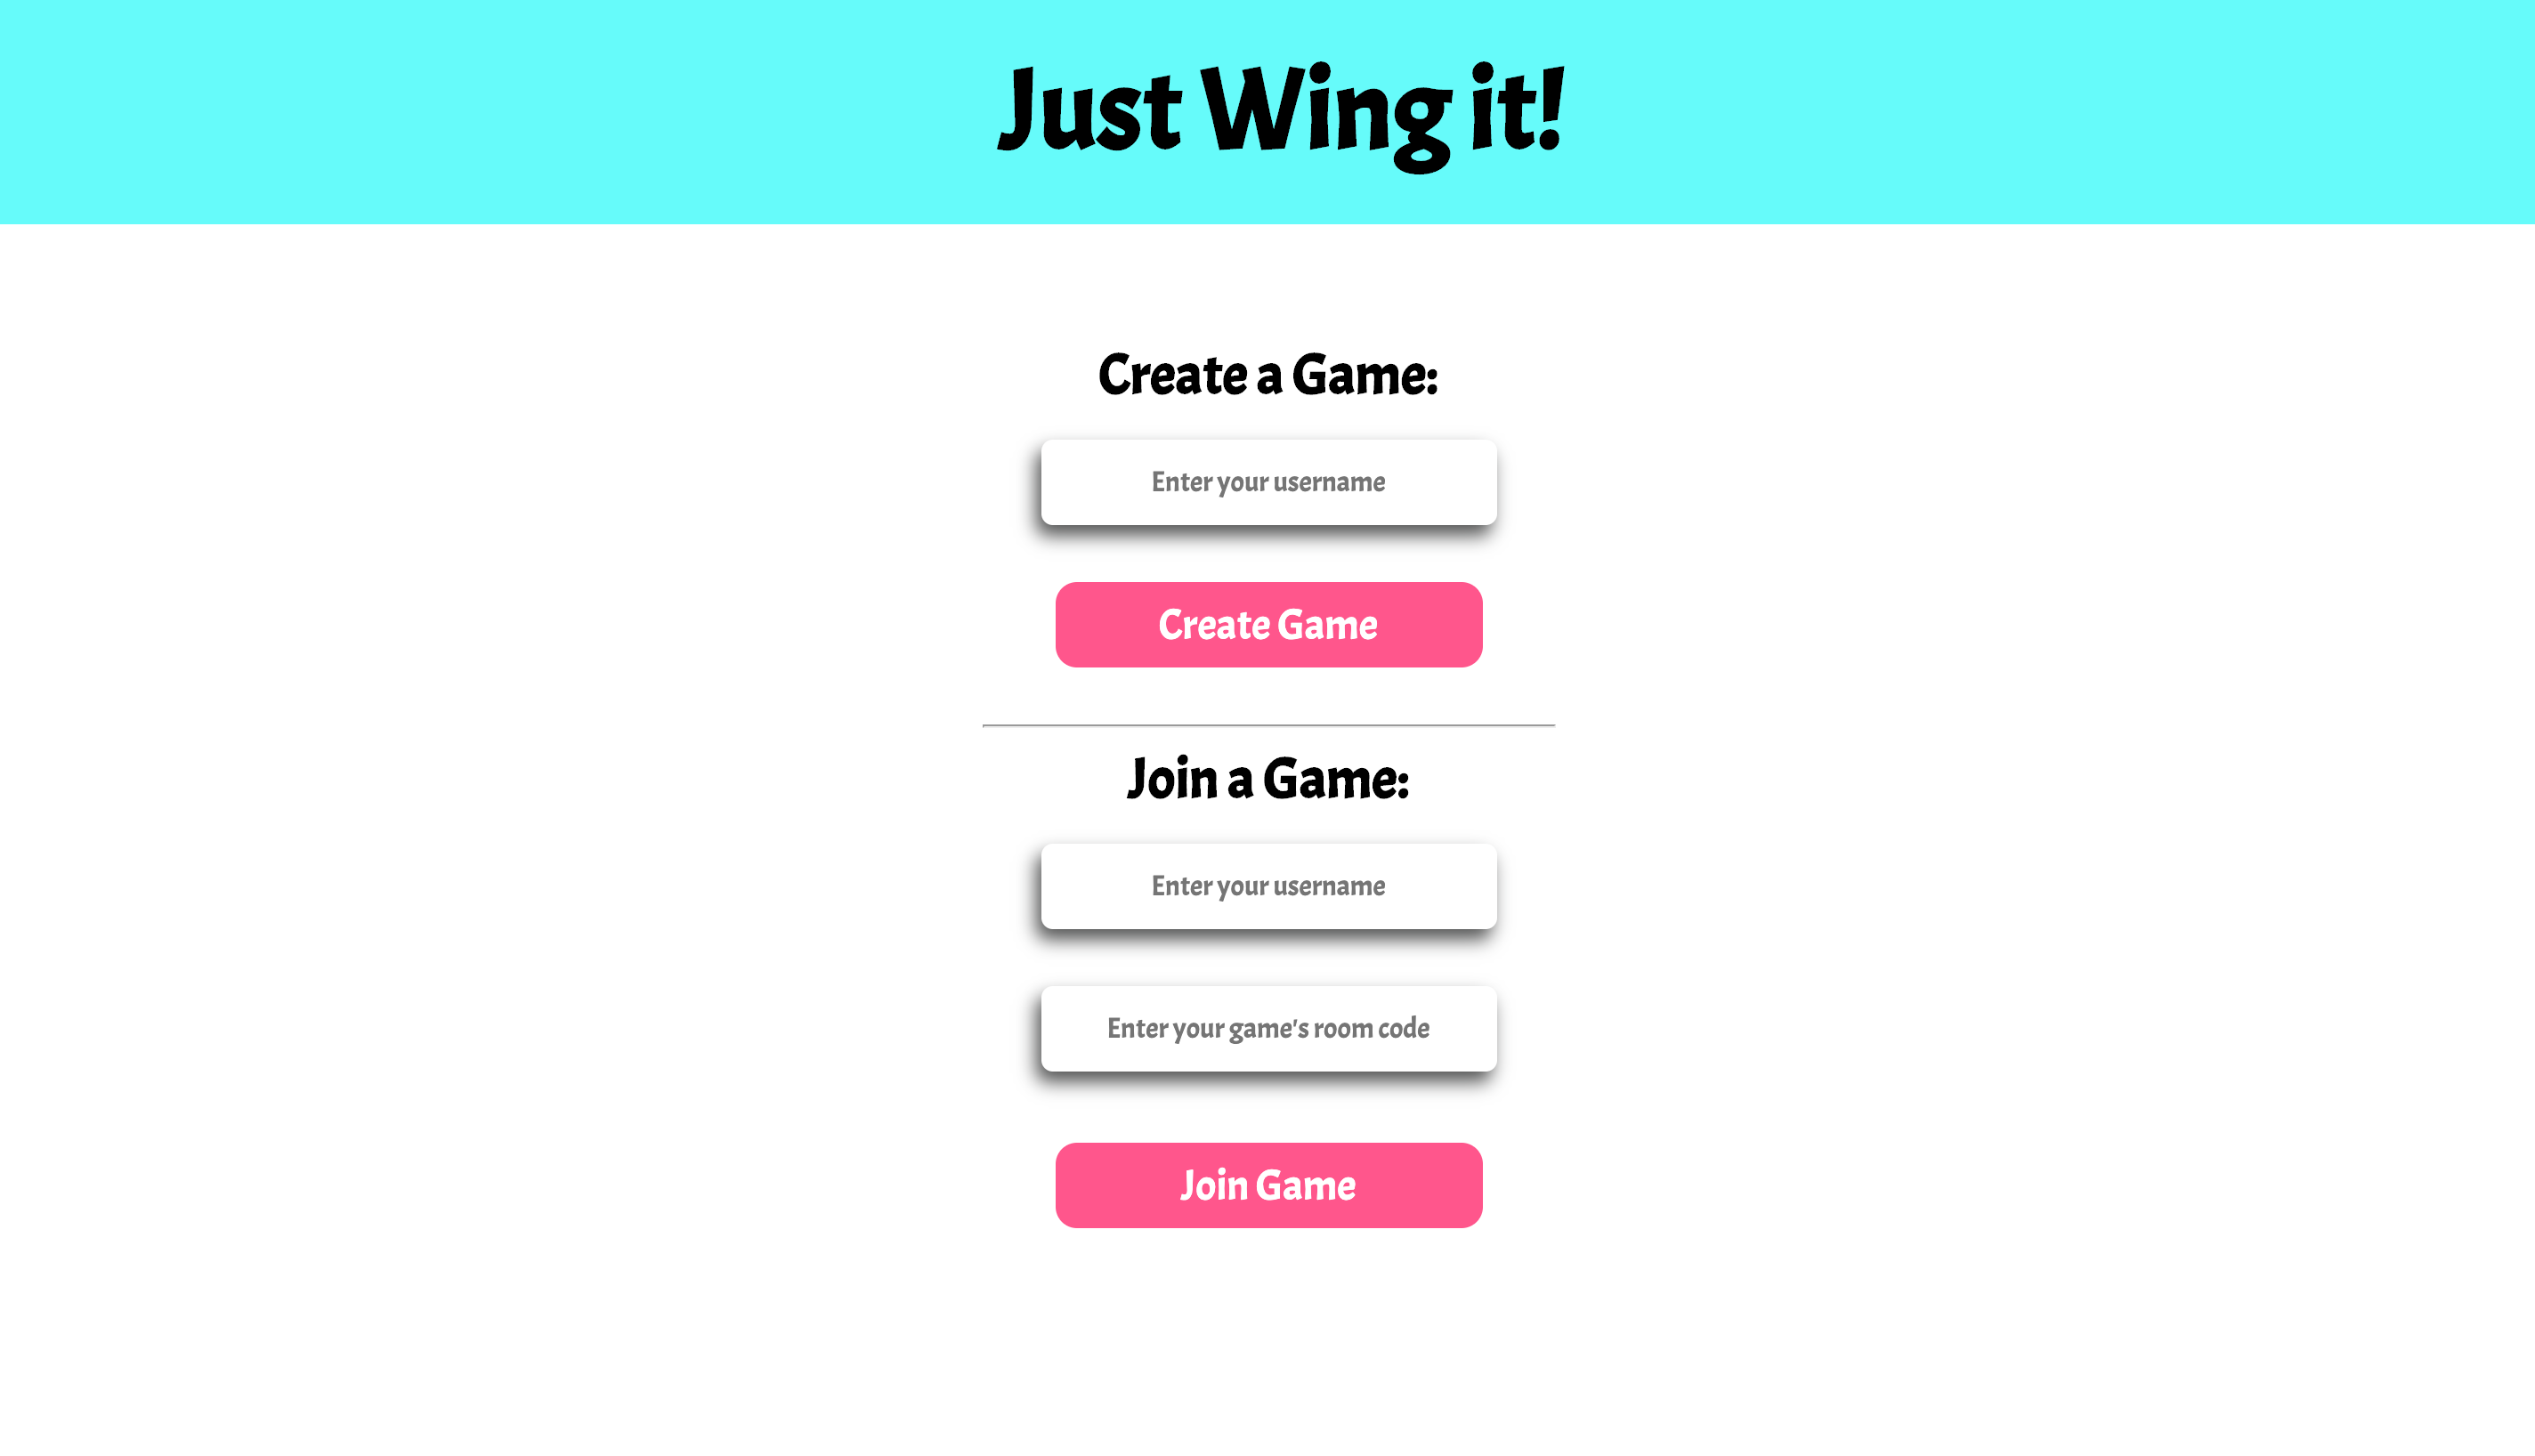 Just Wing it!
Create a Game:
Enter your username
Create Game
Join a Game:
Enter your username
Enter your game's room code
Join Game